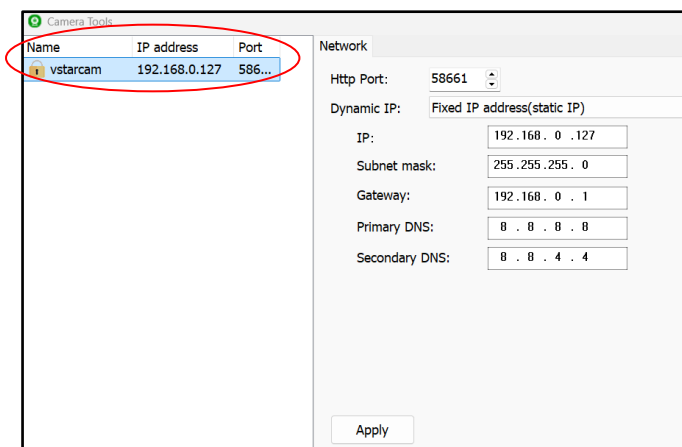 Camera Tools
Name IP address Port
vstarcam 192.168.0.127 586...
Network
Http Port: 58661
Dynamic IP: Fixed IP address(static IP)
IP: 192.168. 0 .127
Subnet mask: 255.255.255. 0
Gateway: 192.168. 0 . 1
Primary DNS: 8 . 8 . 8 . 8
Secondary DNS: 8 . 8 . 4 . 4
Apply